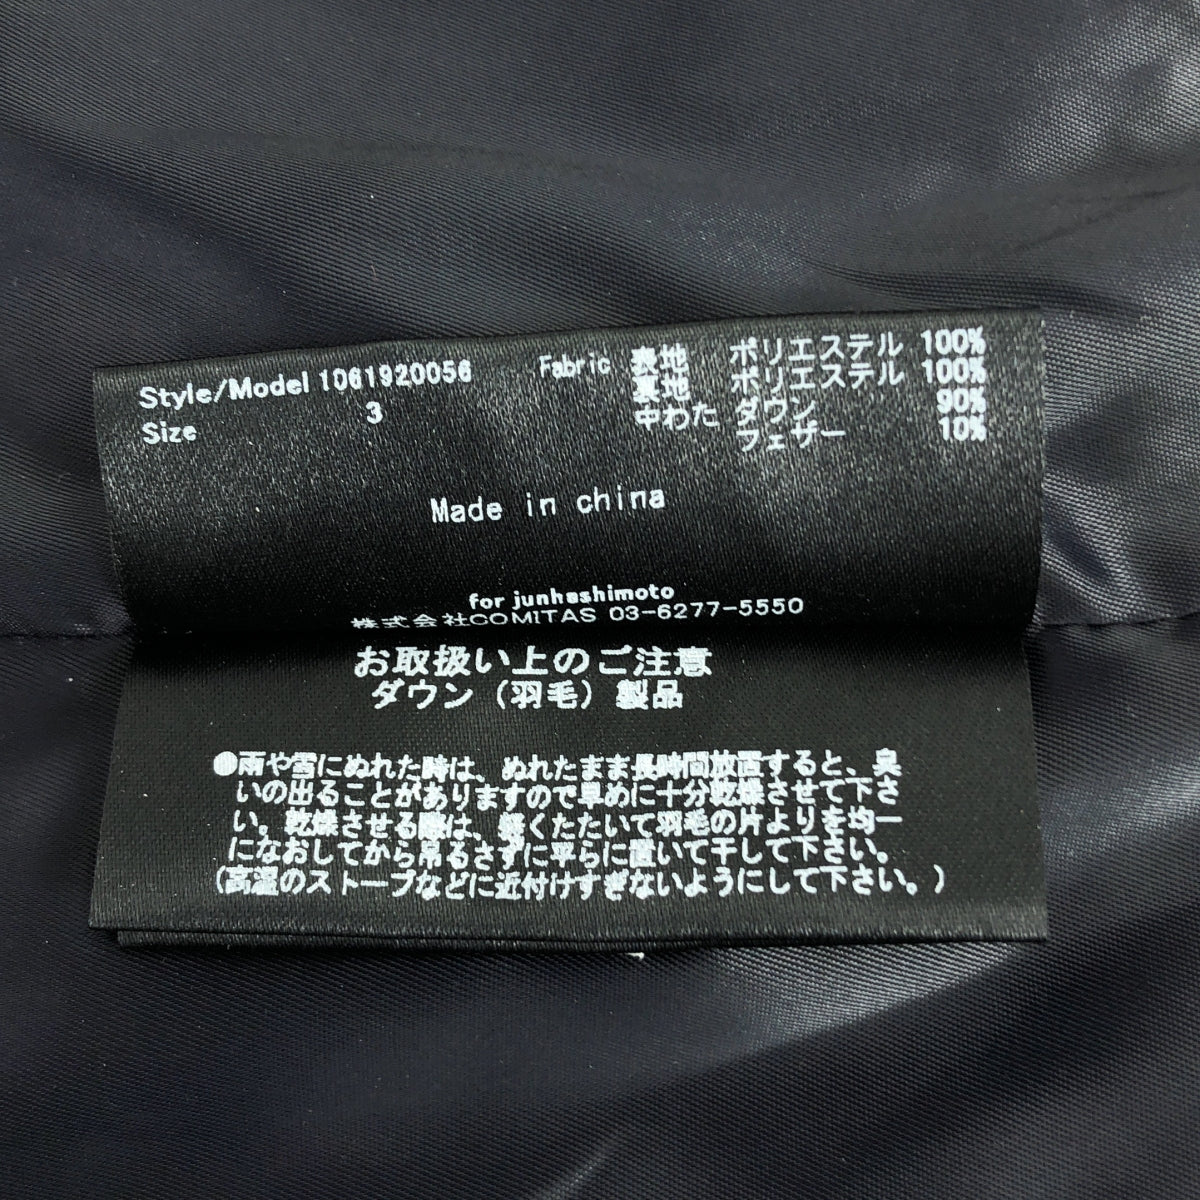 Style/Model 1061920056
Size 3
Fabric 表地 ポリエステル 100%
裏地 ポリエステル 100%
中わた ダウン 90%
フェザー 10%
Made in china
for junhashimoto
株式会社COMITAS 03-6277-5550
お取扱い上のご注意
ダウン（羽毛）製品
●雨や雪にぬれた時は、ぬれたまま長時間放置すると、臭
いの出ることがありますので早めに十分乾燥させて下さ
い。乾燥させる際は、軽くたたいて羽毛の片よりを均一
になおしてから吊るさずに平らに置いて干して下さい。
（高温のストーブなどに近付けすぎないようにして下さい。）